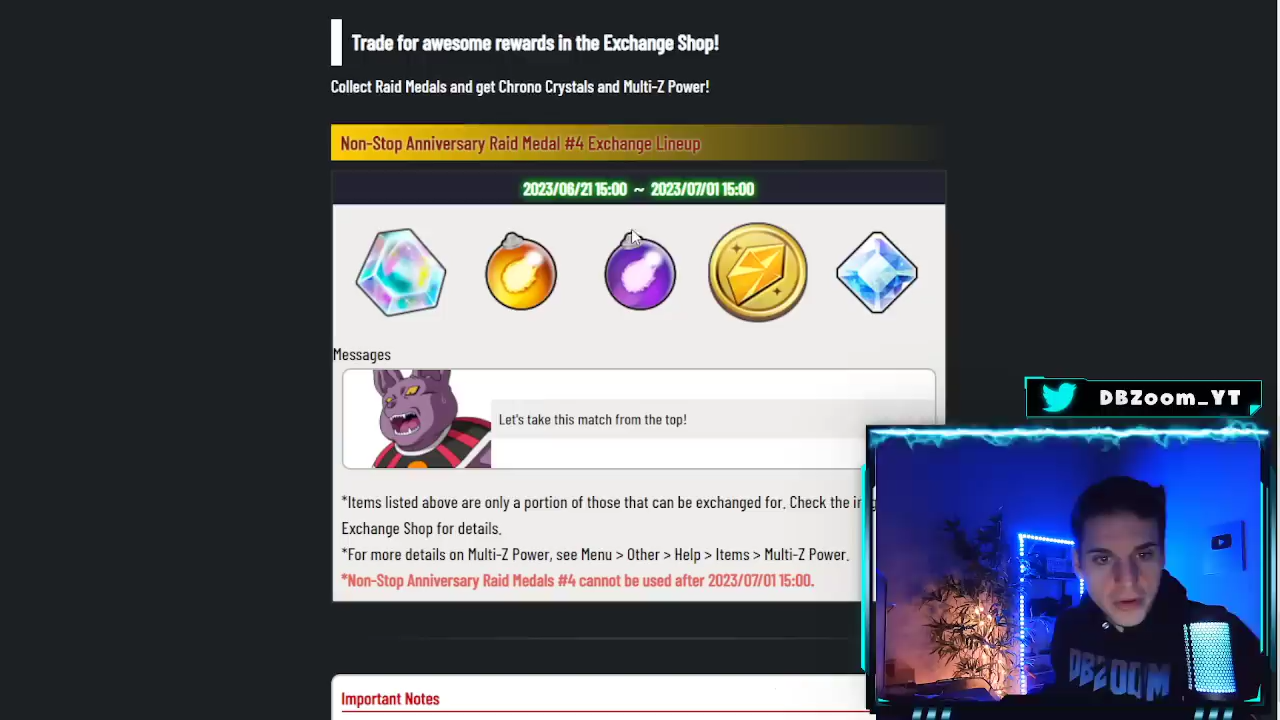 Trade for awesome rewards in the Exchange Shop!
Collect Raid Medals and get Chrono Crystals and Multi-Z Power!
Non-Stop Anniversary Raid Medal #4 Exchange Lineup
2023/06/21 15:00 ~ 2023/07/01 15:00
Messages
Let's take this match from the top!
DBZoom_YT
*Items listed above are only a portion of those that can be exchanged for. Check the
Exchange Shop for details.
*For more details on Multi-Z Power, see Menu > Other > Help > Items > Multi-Z Power.
*Non-Stop Anniversary Raid Medals #4 cannot be used after 2023/07/01 15:00.
DBZOOM
Important Notes